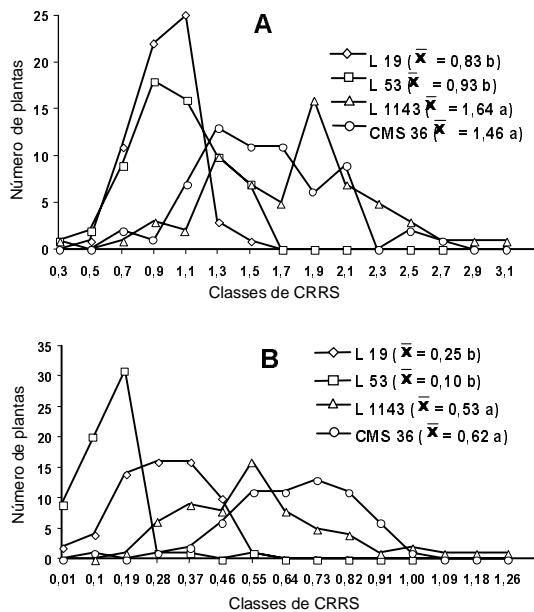 A
L 19 ( x̄ = 0,83 b)
L 53 ( x̄ = 0,93 b)
L 1143 ( x̄ = 1,64 a)
CMS 36 ( x̄ = 1,46 a)
Número de plantas
25
20
15
10
5
0
0,3 0,5 0,7 0,9 1,1 1,3 1,5 1,7 1,9 2,1 2,3 2,5 2,7 2,9 3,1
Classes de CRRS
B
L 19 ( x̄ = 0,25 b)
L 53 ( x̄ = 0,10 b)
L 1143 ( x̄ = 0,53 a)
CMS 36 ( x̄ = 0,62 a)
Número de plantas
35
30
25
20
15
10
5
0
0,01 0,1 0,19 0,28 0,37 0,46 0,55 0,64 0,73 0,82 0,91 1,00 1,09 1,18 1,26
Classes de CRRS